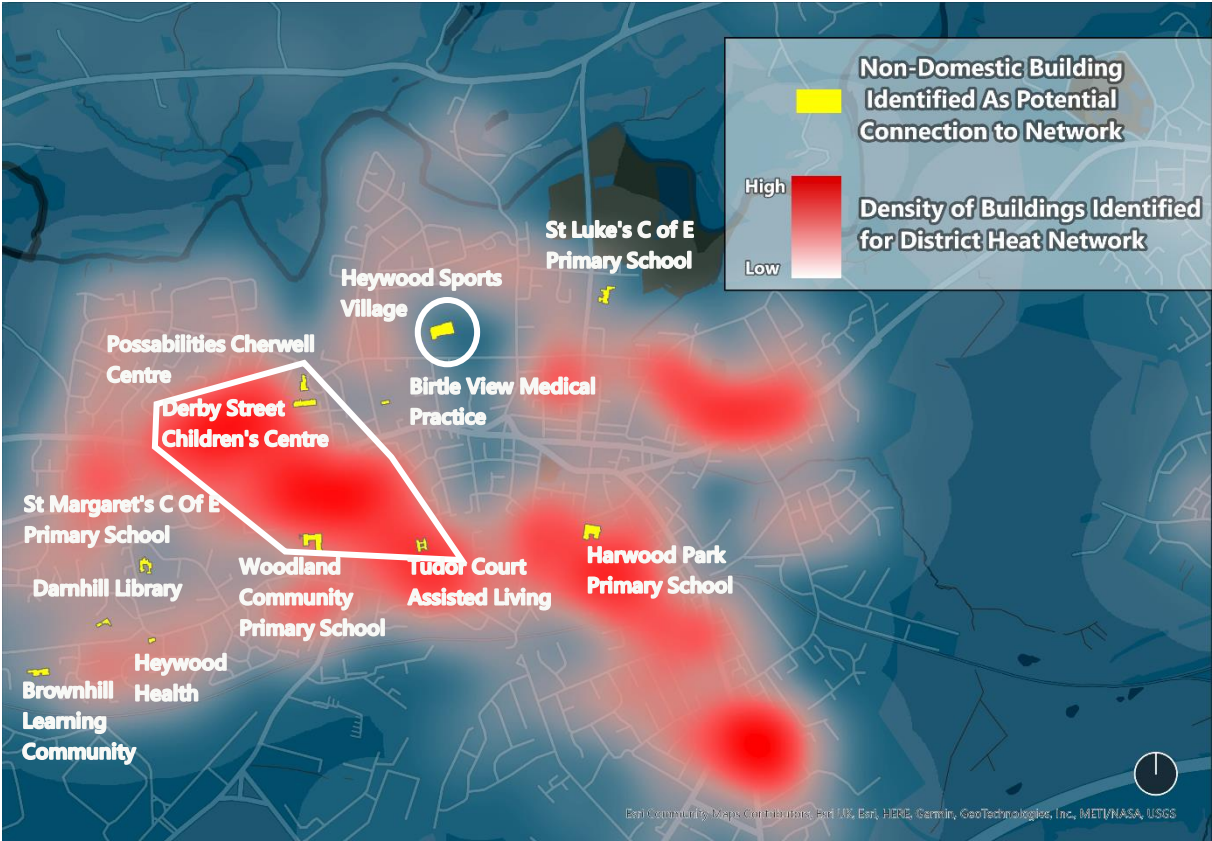 Non-Domestic Building
Identified As Potential
Connection to Network
High
Low
Density of Buildings Identified
for District Heat Network
St Luke's C of E
Primary School
Heywood Sports
Village
Possabilities Cherwell
Centre
Birtle View Medical
Practice
Derby Street
Children's Centre
St Margaret's C Of E
Primary School
Darnhill Library
Woodland
Community
Primary School
Tudor Court
Assisted Living
Harwood Park
Primary School
Heywood
Health
Brownhill
Learning
Community
Esri Community Maps Contributors, Esri UK, Esri, HERE, Garmin, GeoTechnologies, Inc., METI/NASA, USGS